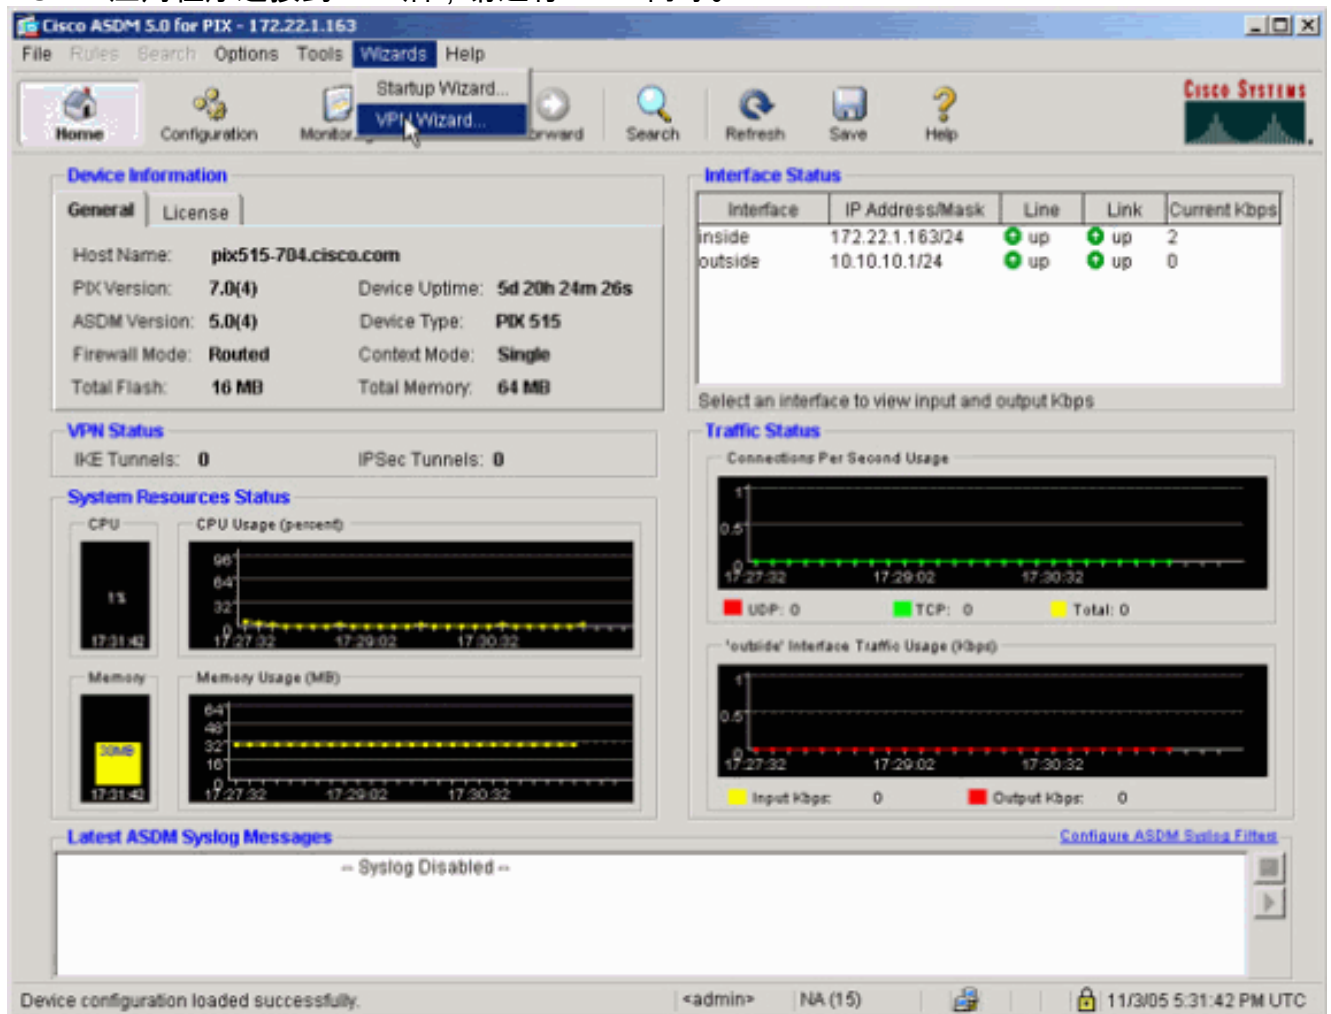 Cisco ASDM 5.0 for PIX - 172.22.1.163
File Rules Search Options Tools Wizards Help
Startup Wizard...
VPN Wizard...
Home Configuration Search Refresh Save Help
CISCO SYSTEMS
Device Information
General License
Host Name: pix515-704.cisco.com
PIX Version: 7.0(4) Device Uptime: 5d 20h 24m 26s
ASDM Version: 5.0(4) Device Type: PIX 515
Firewall Mode: Routed Context Mode: Single
Total Flash: 16 MB Total Memory: 64 MB
Interface Status
Interface IP Address/Mask Line Link Current Kbps
inside 172.22.1.163/24 up up 2
outside 10.10.10.1/24 up up 0
Select an interface to view input and output Kbps
VPN Status
IKE Tunnels: 0 IPSec Tunnels: 0
System Resources Status
CPU
1%
17:31:42
CPU Usage (percent)
96
64
32
0
17:27:32 17:29:02 17:30:32
Memory
33MB
17:31:42
Memory Usage (MB)
64
48
32
16
0
17:27:32 17:29:02 17:30:32
Traffic Status
Connections Per Second Usage
1
0.5
0
17:27:32 17:29:02 17:30:32
UDP: 0 TCP: 0 Total: 0
'outside' Interface Traffic Usage (Kbps)
1
0.5
0
17:27:32 17:29:02 17:30:32
Input Kbps: 0 Output Kbps: 0
Latest ASDM Syslog Messages
Configure ASDM Syslog Filters
-- Syslog Disabled --
Device configuration loaded successfully.
<admin> NA (15) 11/3/05 5:31:42 PM UTC